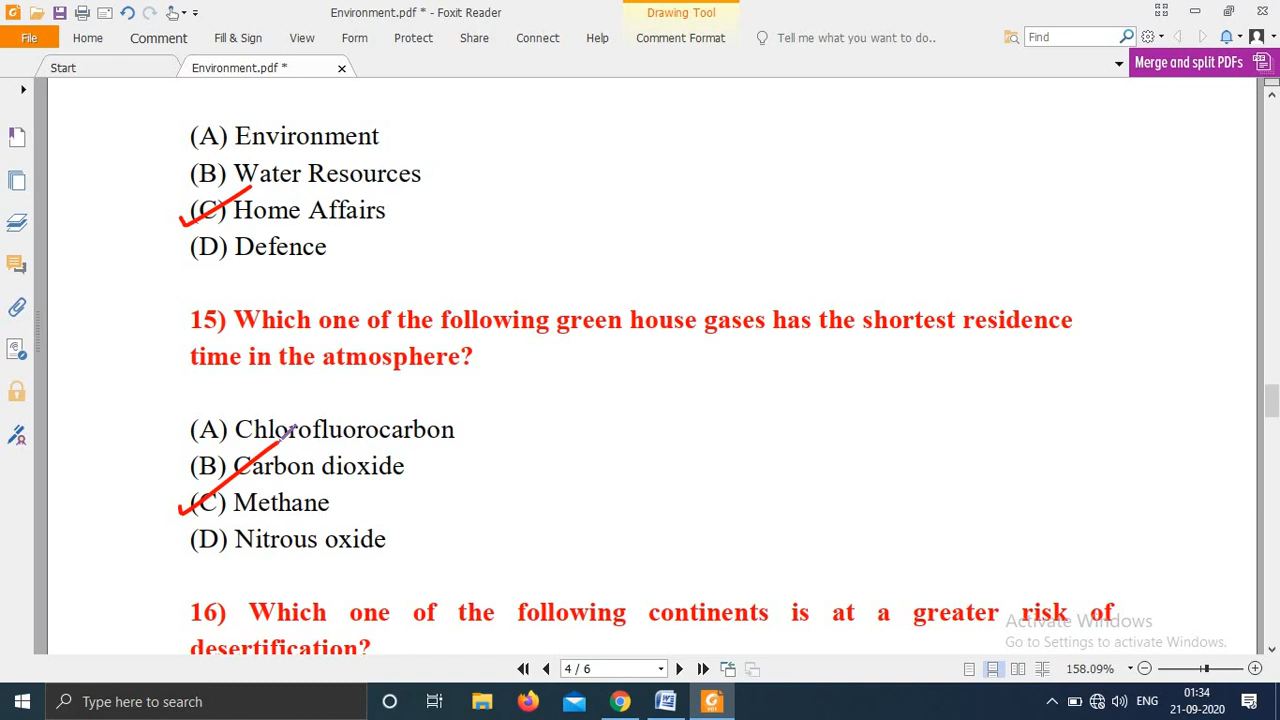 Environment.pdf * - Foxit Reader
Drawing Tool
File
Home
Comment
Fill & Sign
View
Form
Protect
Share
Connect
Help
Comment Format
Tell me what you want to do..
Find
Start
Environment.pdf *
Merge and split PDFs
(A) Environment
(B) Water Resources
(C) Home Affairs
(D) Defence
15) Which one of the following green house gases has the shortest residence
time in the atmosphere?
(A) Chlorofluorocarbon
(B) Carbon dioxide
(C) Methane
(D) Nitrous oxide
16) Which one of the following continents is at a greater risk of
desertification?
Activate Windows
Go to Settings to activate Windows.
4 / 6
158.09%
Type here to search
ENG
01:34
21-09-2020